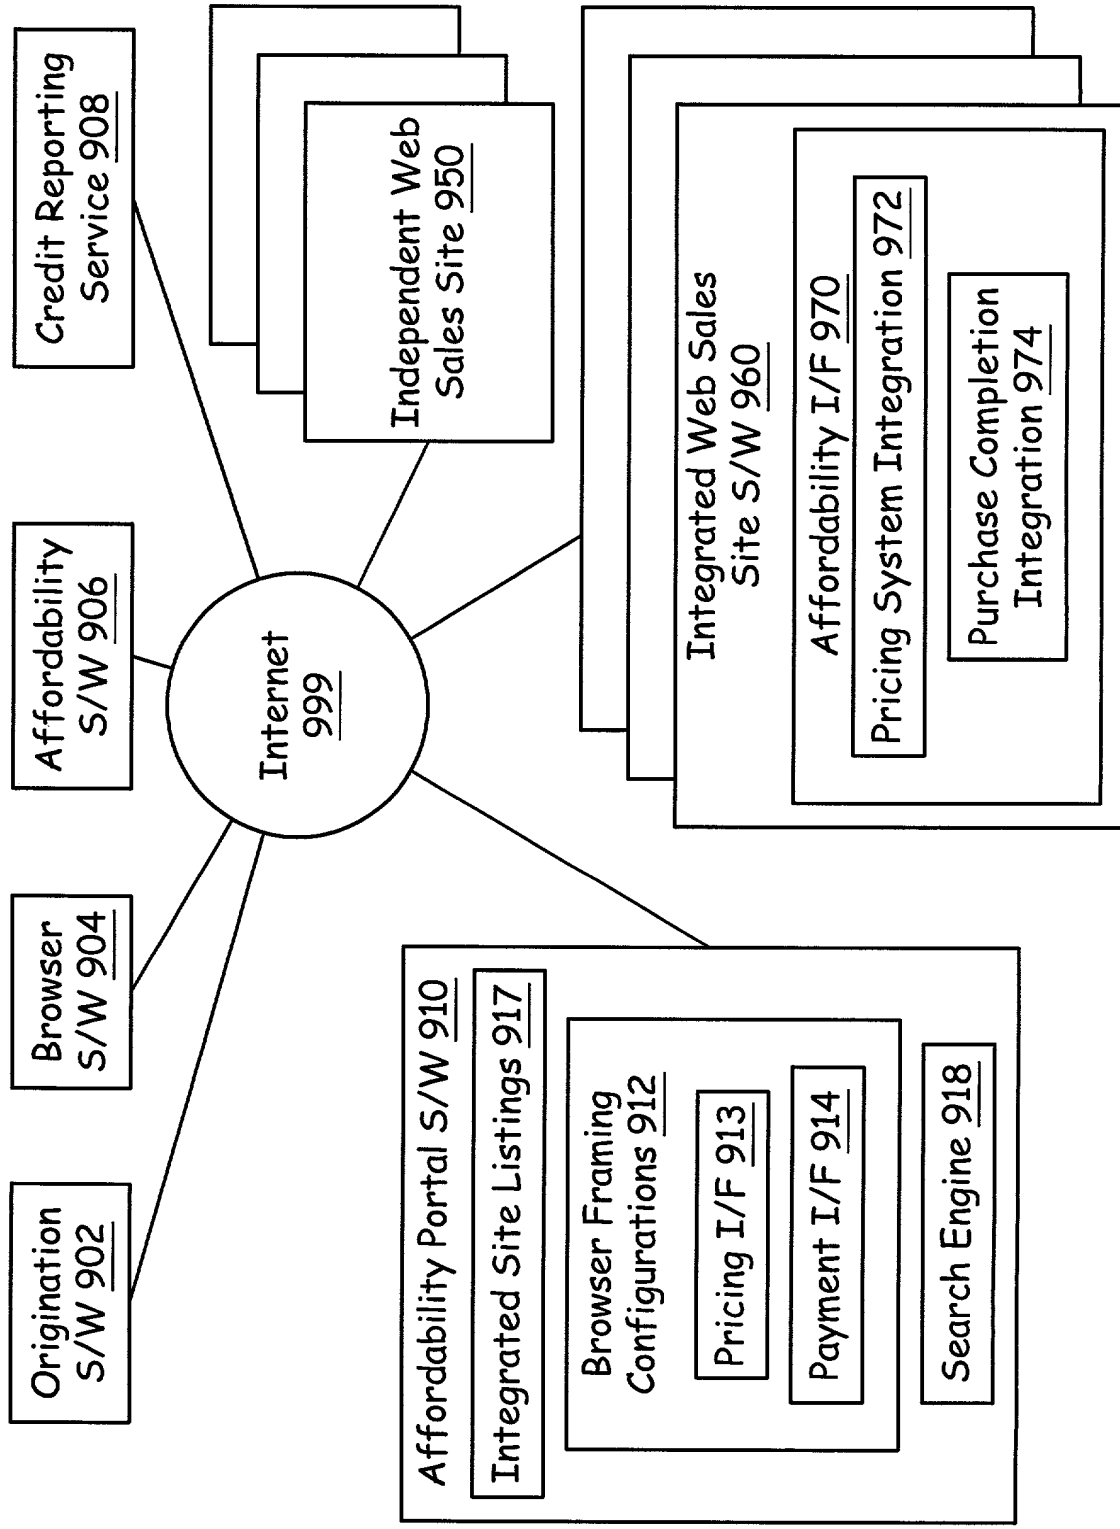 Origination
S/W 902
Browser
S/W 904
Affordability
S/W 906
Credit Reporting
Service 908
Internet
999
Independent Web
Sales Site 950
Affordability Portal S/W 910
Integrated Site Listings 917
Browser Framing
Configurations 912
Pricing I/F 913
Payment I/F 914
Search Engine 918
Integrated Web Sales
Site S/W 960
Affordability I/F 970
Pricing System Integration 972
Purchase Completion
Integration 974